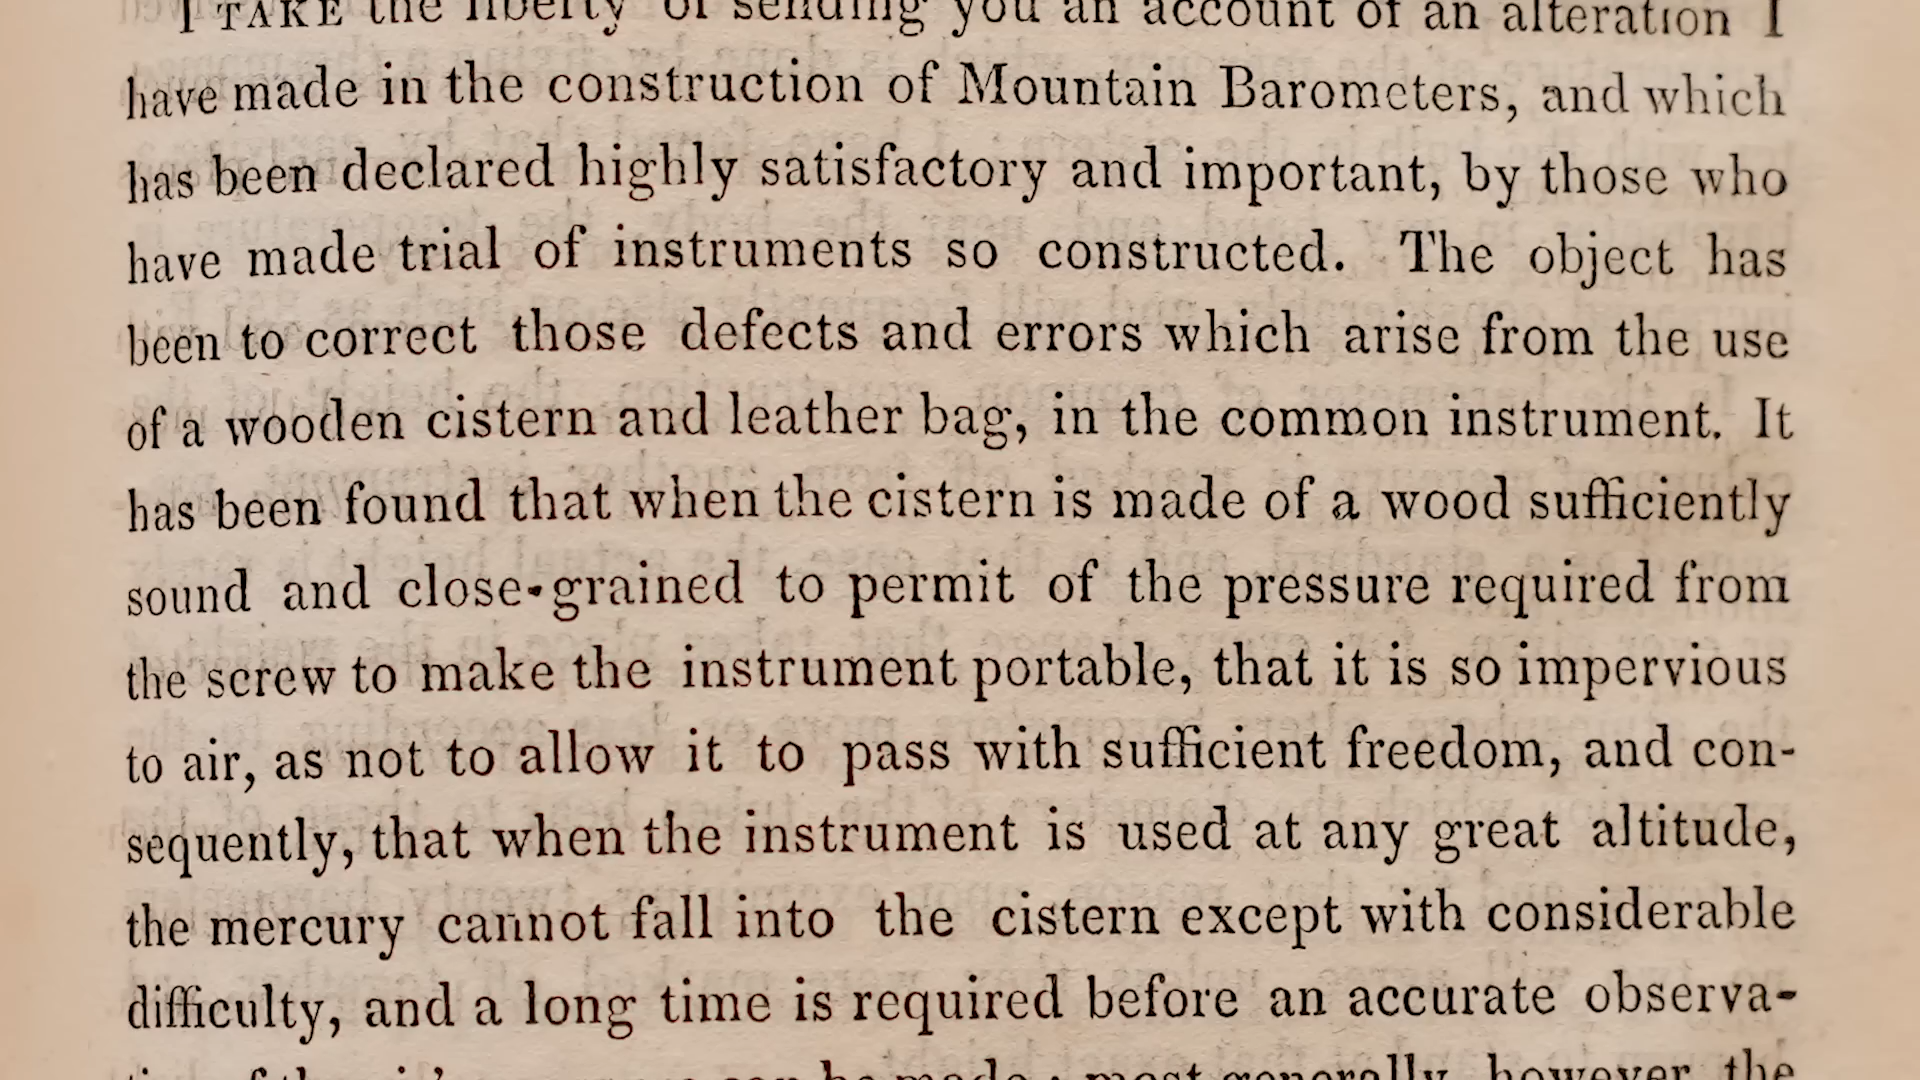 I TAKE the liberty of sending you an account of an alteration I
have made in the construction of Mountain Barometers, and which
has been declared highly satisfactory and important, by those who
have made trial of instruments so constructed. The object has
been to correct those defects and errors which arise from the use
of a wooden cistern and leather bag, in the common instrument. It
has been found that when the cistern is made of a wood sufficiently
sound and close-grained to permit of the pressure required from
the screw to make the instrument portable, that it is so impervious
to air, as not to allow it to pass with sufficient freedom, and con-
sequently, that when the instrument is used at any great altitude,
the mercury cannot fall into the cistern except with considerable
difficulty, and a long time is required before an accurate observa-
can be made; most generally, however, the